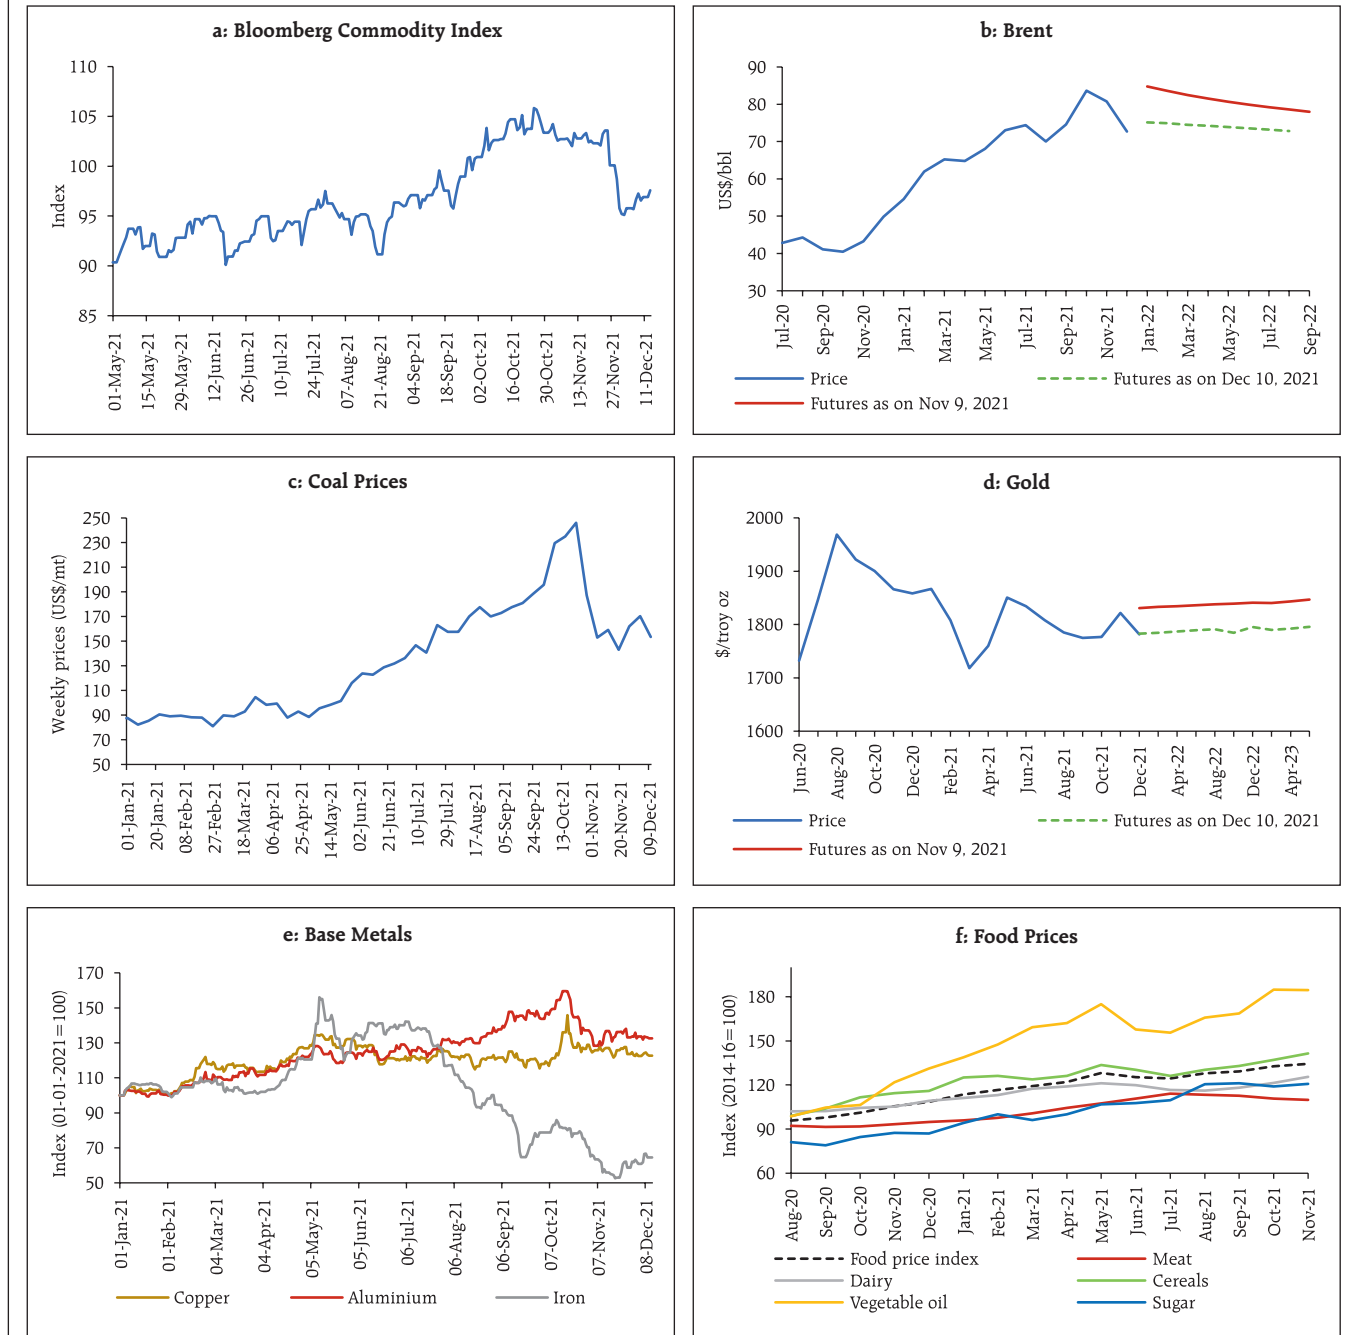 a: Bloomberg Commodity Index
Index
110
105
100
95
90
85
01-May-21
15-May-21
29-May-21
12-Jun-21
26-Jun-21
10-Jul-21
24-Jul-21
07-Aug-21
21-Aug-21
04-Sep-21
18-Sep-21
02-Oct-21
16-Oct-21
30-Oct-21
13-Nov-21
27-Nov-21
11-Dec-21
b: Brent
US$/bbl
90
80
70
60
50
40
30
Jul-20
Sep-20
Nov-20
Jan-21
Mar-21
May-21
Jul-21
Sep-21
Nov-21
Jan-22
Mar-22
May-22
Jul-22
Sep-22
Price
Futures as on Dec 10, 2021
Futures as on Nov 9, 2021
c: Coal Prices
Weekly prices (US$/mt)
250
230
210
190
170
150
130
110
90
70
50
01-Jan-21
20-Jan-21
08-Feb-21
27-Feb-21
18-Mar-21
06-Apr-21
25-Apr-21
14-May-21
02-Jun-21
21-Jun-21
10-Jul-21
29-Jul-21
17-Aug-21
05-Sep-21
24-Sep-21
13-Oct-21
01-Nov-21
20-Nov-21
09-Dec-21
d: Gold
$/troy oz
2000
1900
1800
1700
1600
Jun-20
Aug-20
Oct-20
Dec-20
Feb-21
Apr-21
Jun-21
Aug-21
Oct-21
Dec-21
Apr-22
Aug-22
Dec-22
Apr-23
Price
Futures as on Dec 10, 2021
Futures as on Nov 9, 2021
e: Base Metals
Index (01-01-2021=100)
170
150
130
110
90
70
50
01-Jan-21
01-Feb-21
04-Mar-21
04-Apr-21
05-May-21
05-Jun-21
06-Jul-21
06-Aug-21
06-Sep-21
07-Oct-21
07-Nov-21
08-Dec-21
Copper
Aluminium
Iron
f: Food Prices
Index (2014-16=100)
180
150
120
90
60
Aug-20
Sep-20
Oct-20
Nov-20
Dec-20
Jan-21
Feb-21
Mar-21
Apr-21
May-21
Jun-21
Jul-21
Aug-21
Sep-21
Oct-21
Nov-21
Food price index
Meat
Dairy
Cereals
Vegetable oil
Sugar